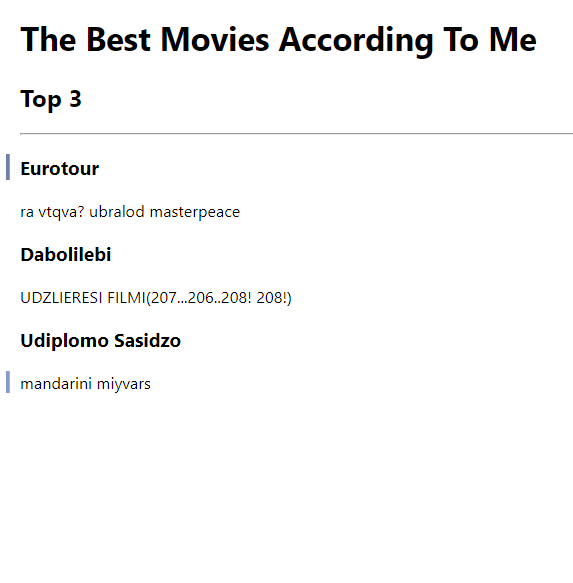 The Best Movies According To Me
Top 3
Eurotour
ra vtqva? ubralod masterpeace
Dabolilebi
UDZLIERESI FILMI(207...206..208! 208!)
Udiplomo Sasidzo
mandarini miyvars